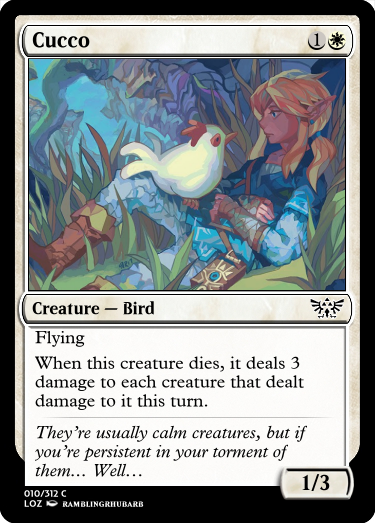 Cucco
1
Creature — Bird
Flying
When this creature dies, it deals 3
damage to each creature that dealt
damage to it this turn.
They're usually calm creatures, but if
you're persistent in your torment of
them... Well...
1/3
010/312 C
LOZ RAMBLINGRHUBARB